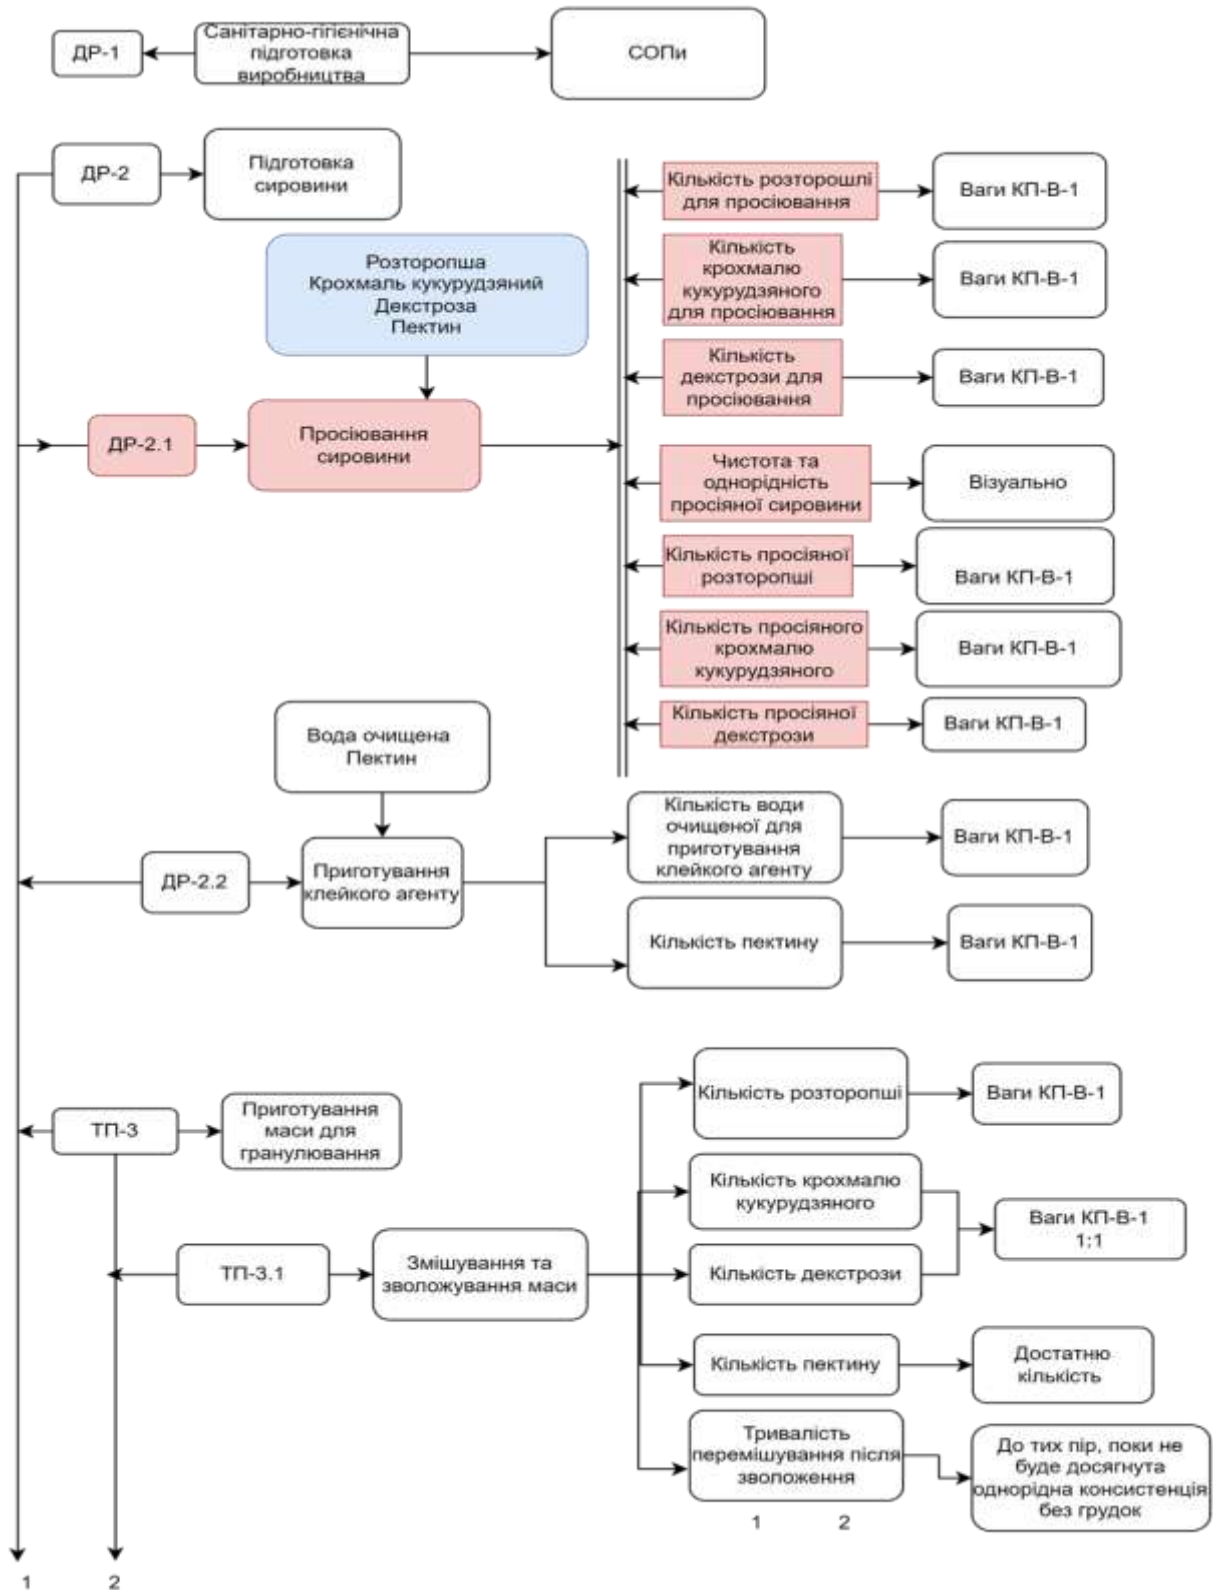 ДР-1
Санітарно-гігієнічна
підготовка
виробництва
СОПи
ДР-2
Підготовка
сировини
Розторопша
Крохмаль кукурудзяний
Декстроза
Пектин
ДР-2.1
Просіювання
сировини
Кількість розторошлі
для просіювання
Ваги КП-В-1
Кількість
крохмалю
кукурудзяного
для просіювання
Ваги КП-В-1
Кількість
декстрози для
просіювання
Ваги КП-В-1
Чистота та
однорідність
просіяної сировини
Візуально
Кількість просіяної
розторопші
Ваги КП-В-1
Кількість просіяного
крохмалю
кукурудзяного
Ваги КП-В-1
Кількість просіяної
декстрози
Ваги КП-В-1
Вода очищена
Пектин
ДР-2.2
Приготування
клейкого агенту
Кількість води
очищеної для
приготування
клейкого агенту
Ваги КП-В-1
Кількість пектину
Ваги КП-В-1
ТП-3
Приготування
маси для
гранулювання
Кількість розторопші
Ваги КП-В-1
ТП-3.1
Змішування та
зволожування маси
Кількість крохмалю
кукурудзяного
Кількість декстрози
Ваги КП-В-1
1:1
Кількість пектину
Достатню
кількість
Тривалість
перемішування після
зволоження
До тих пір, поки не
буде досягнута
однорідна консистенція
без грудок
1 2
1 2